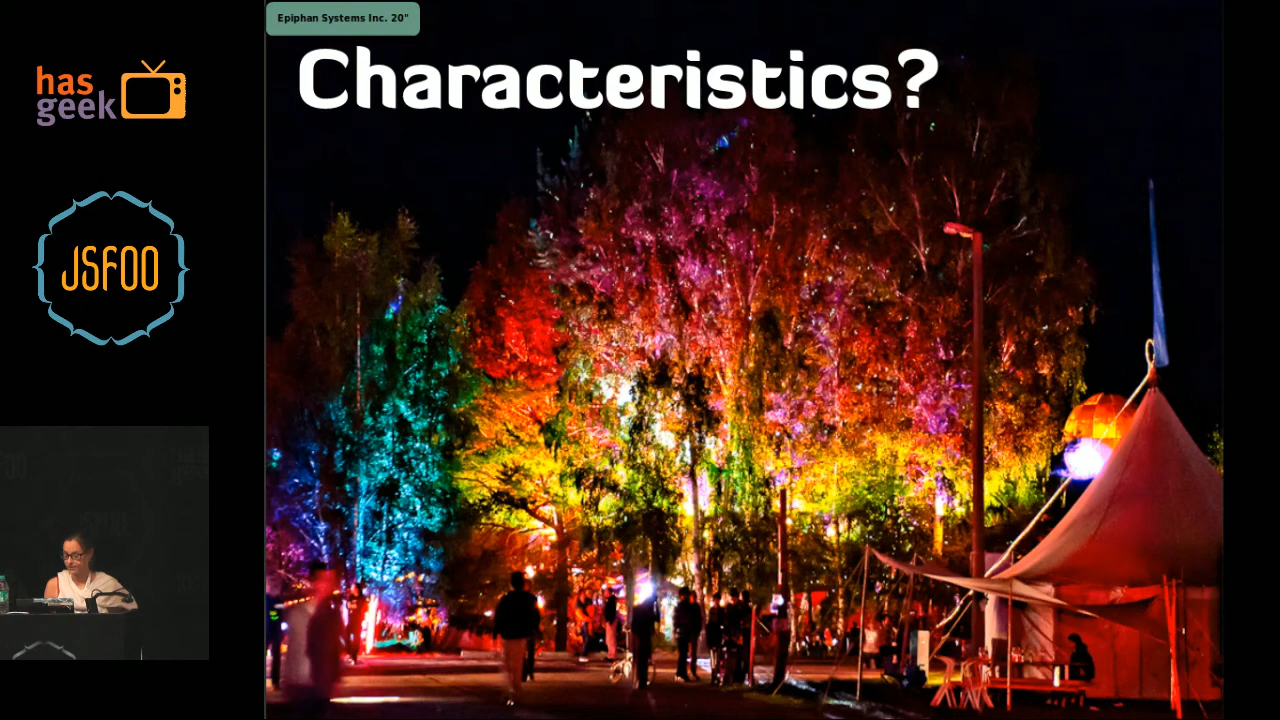 Epiphan Systems Inc. 20"
Characteristics?
has
geek
JSFOO